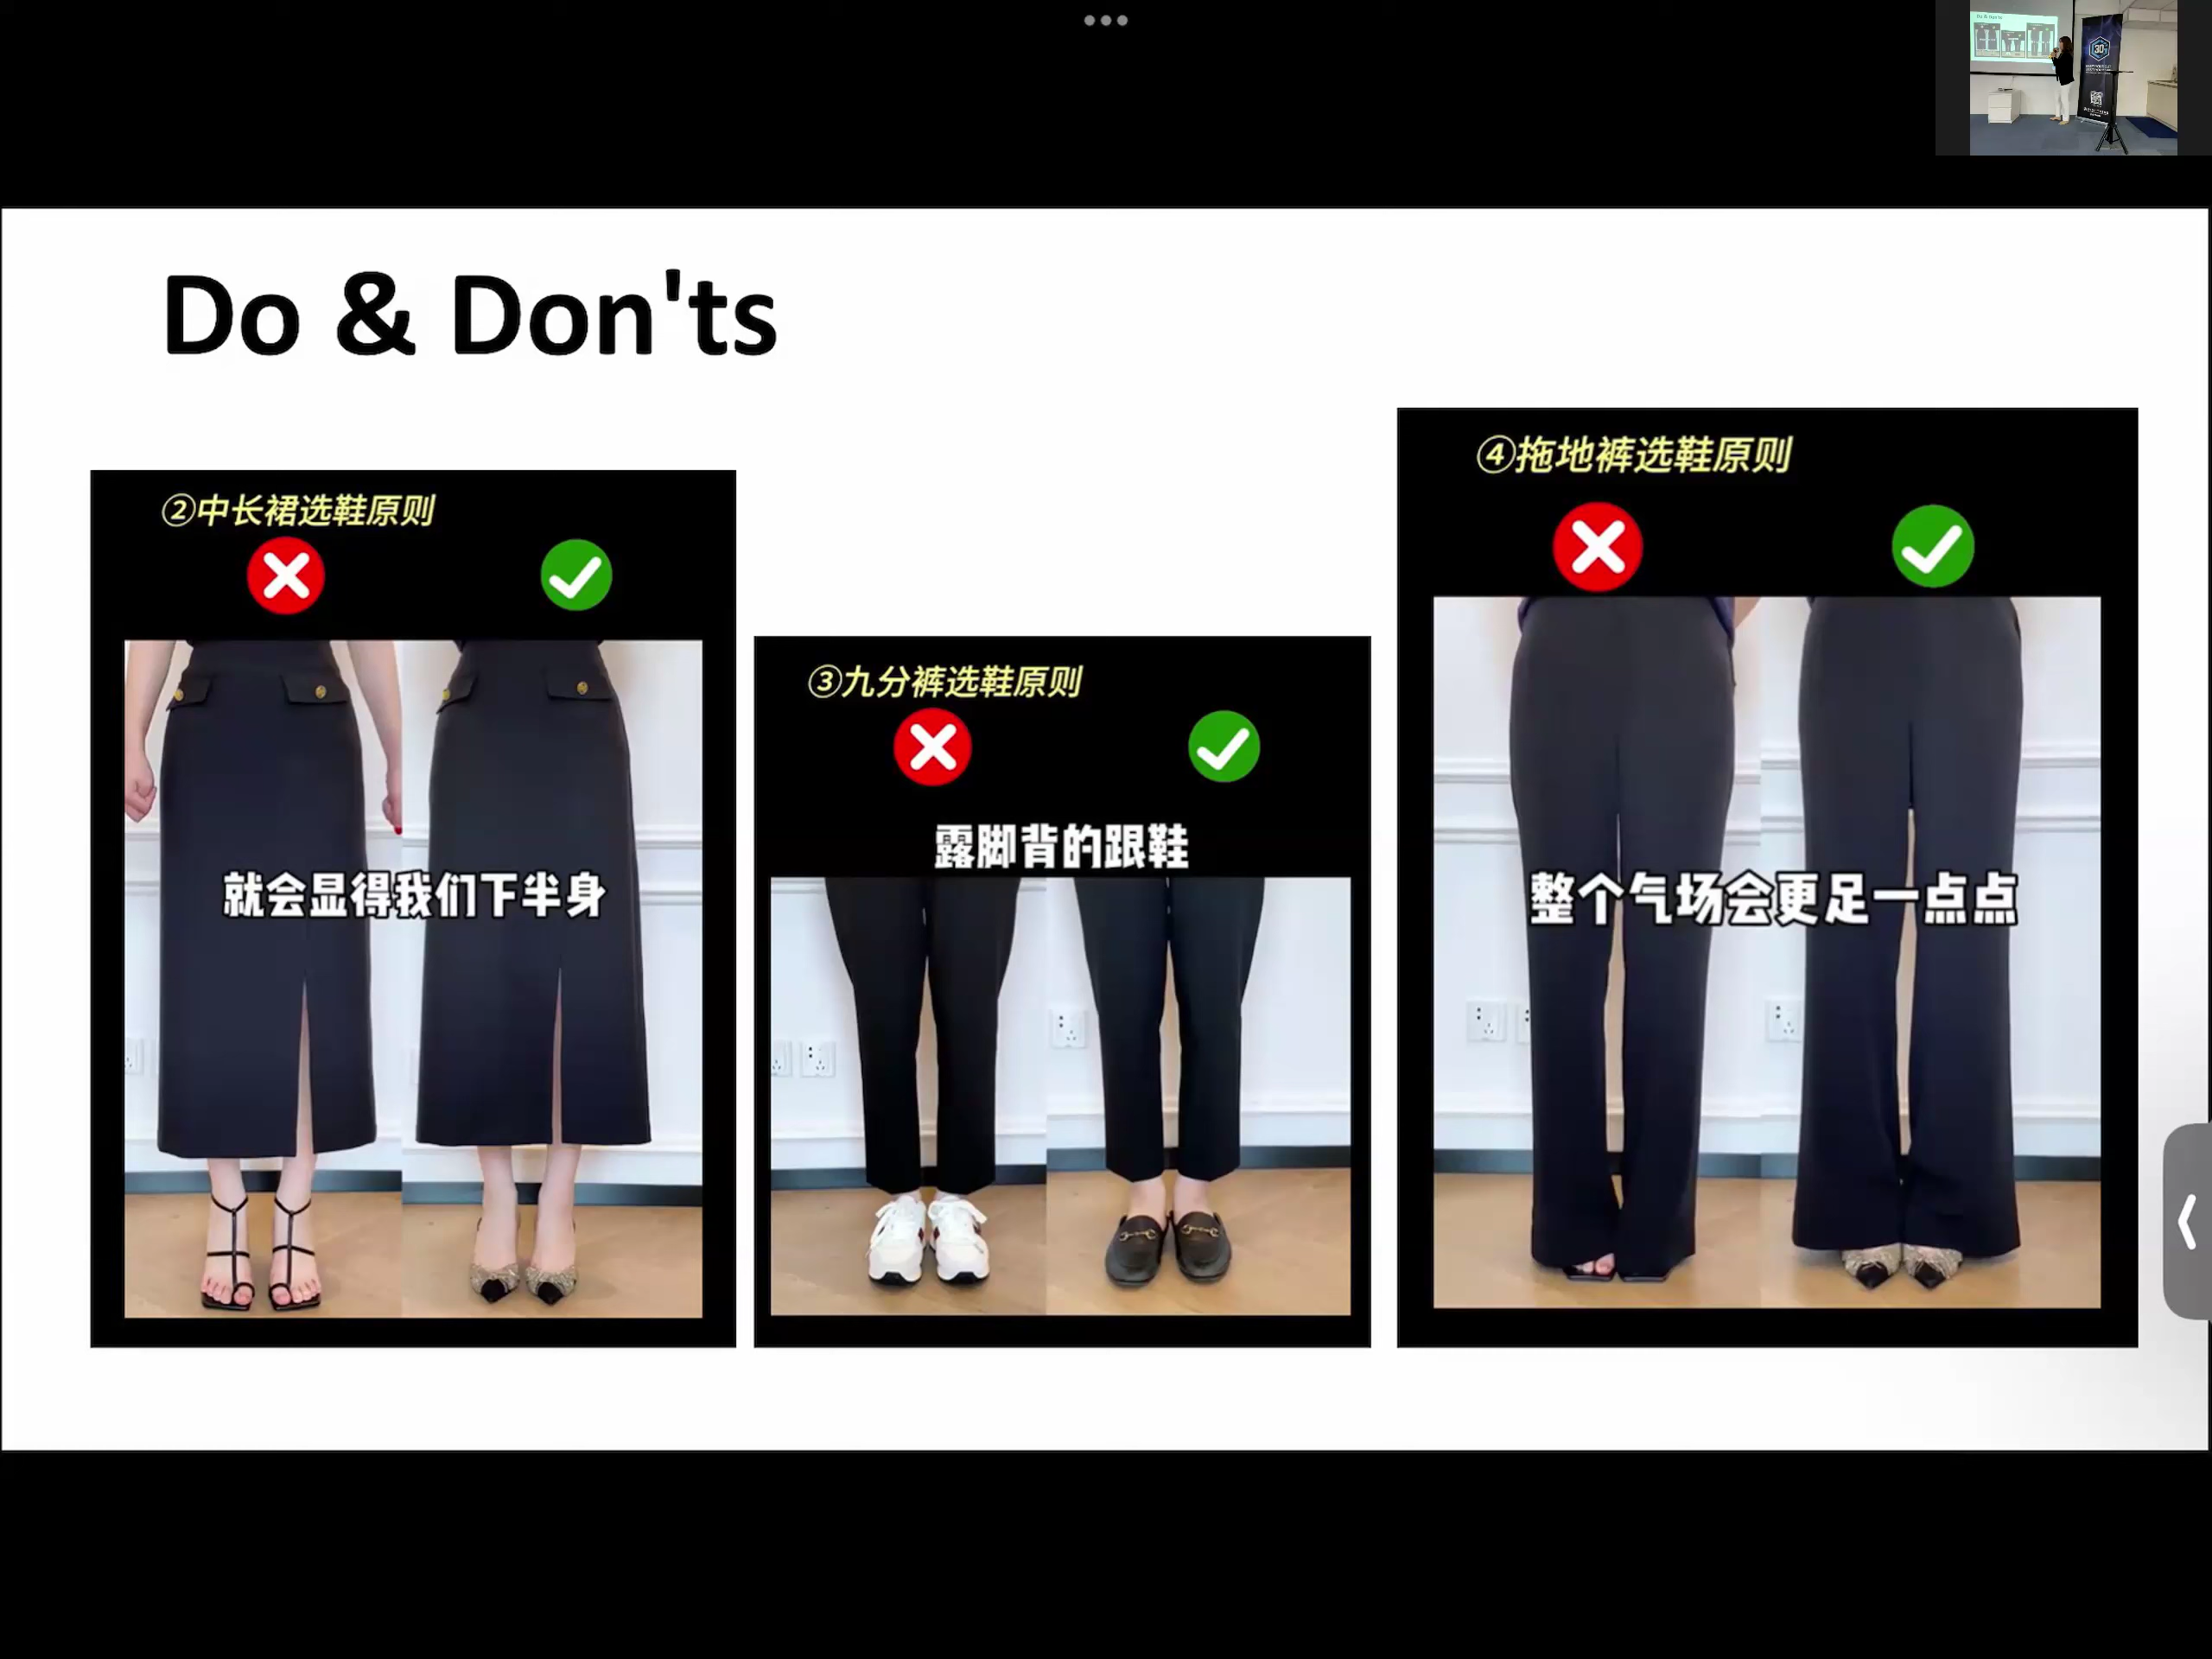 Do & Don'ts
②中长裙选鞋原则
就会显得我们下半身
③九分裤选鞋原则
露脚背的跟鞋
④拖地裤选鞋原则
整个气场会更足一点点
30